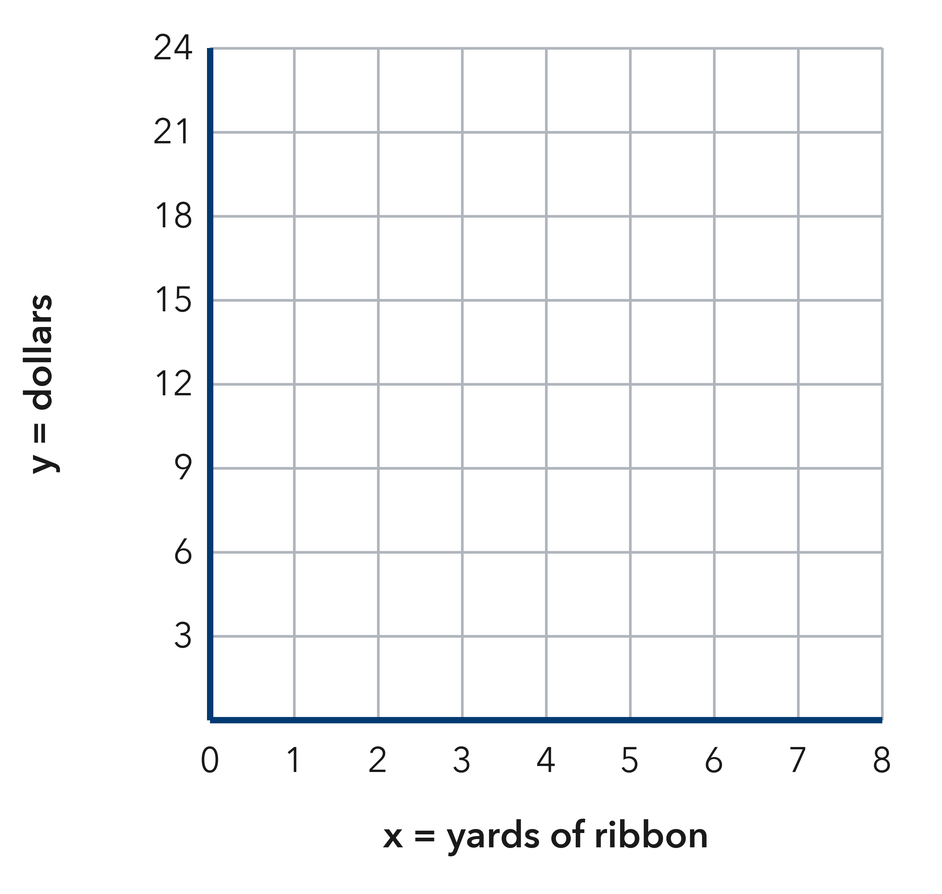 24
21
18
15
12
9
6
3
y = dollars
0 1 2 3 4 5 6 7 8
x = yards of ribbon